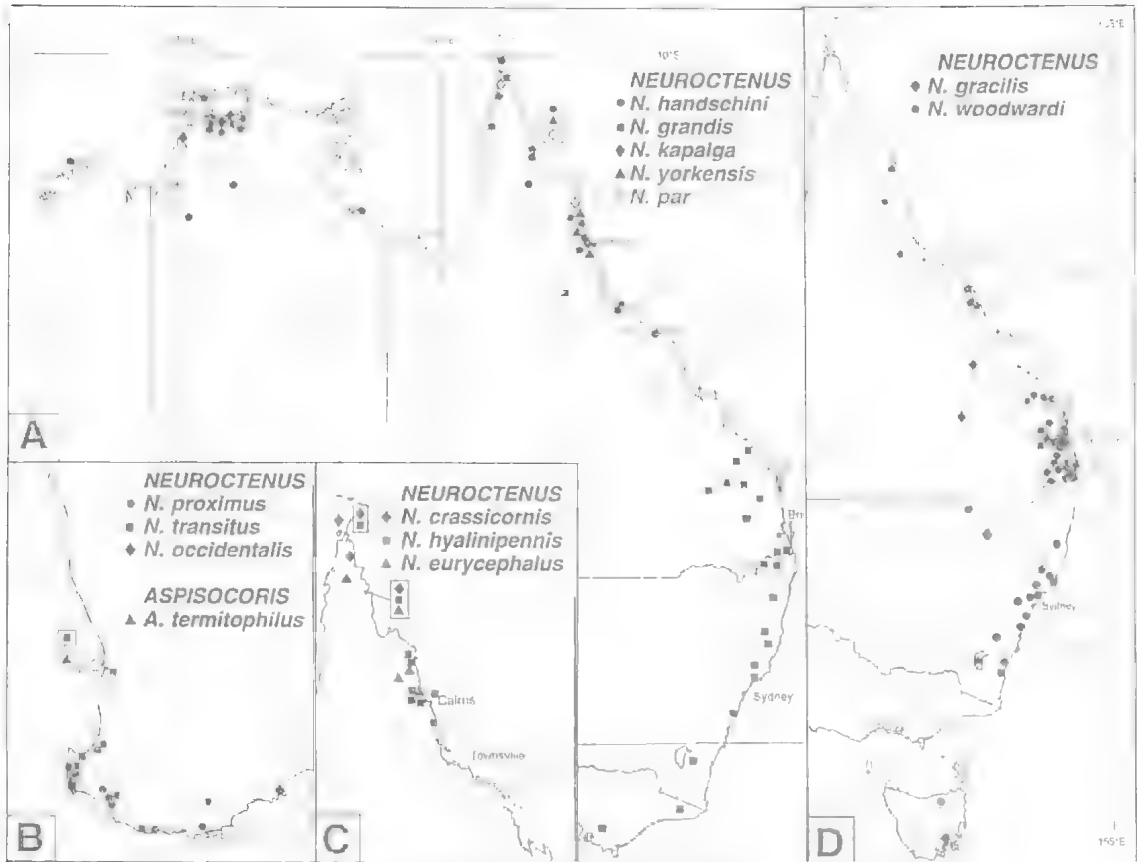 10°E
NEUROCTENUS
N. handschini
N. grandis
N. kapalga
N. yorkensis
N. par
A
NEUROCTENUS
N. proximus
N. transitus
N. occidentalis
ASPISOCORIS
A. termitophilus
B
NEUROCTENUS
N. crassicornis
N. hyalinipennis
N. eurycephalus
Cairns
Townsville
C
Sydney
NEUROCTENUS
N. gracilis
N. woodwardi
Sydney
D
155°E